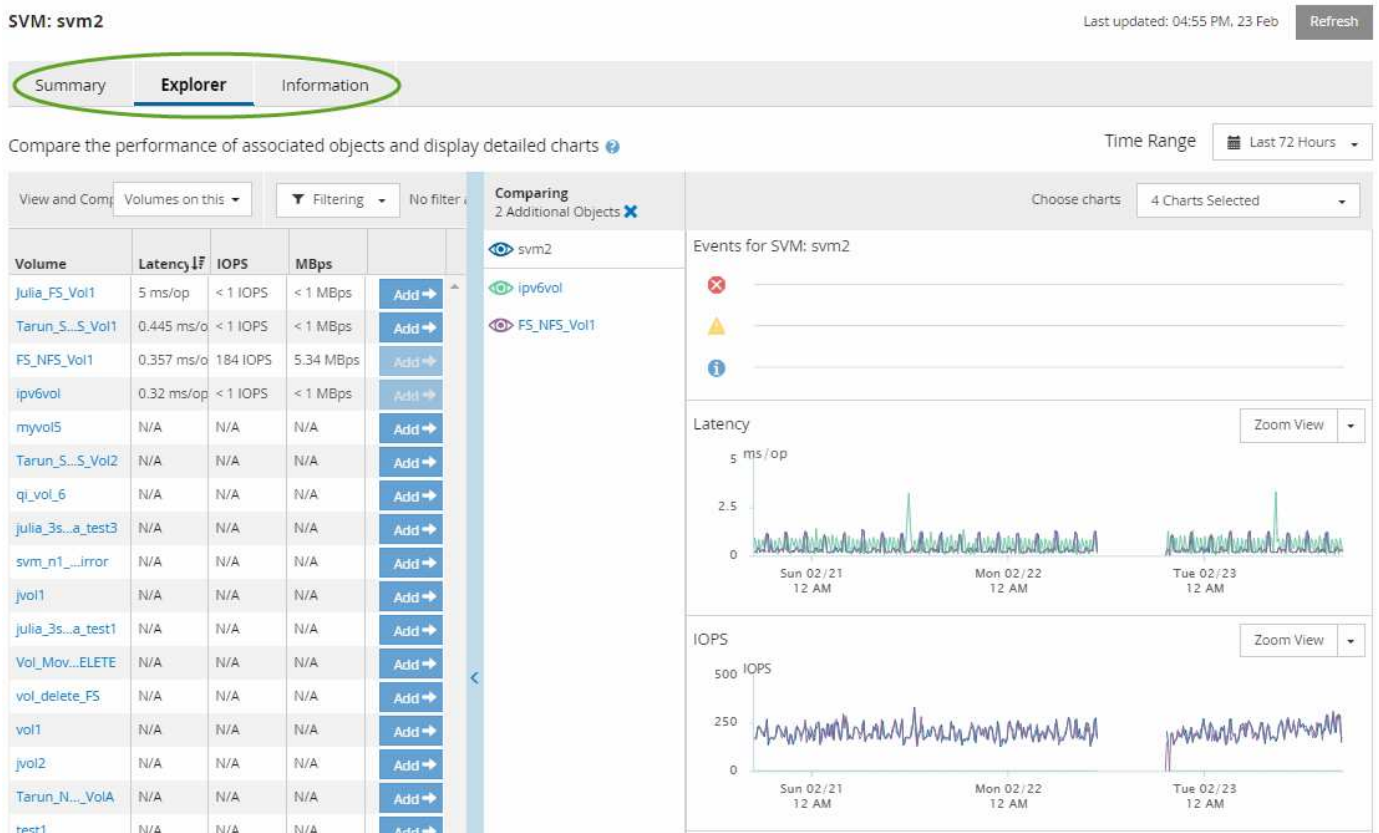 SVM: svm2
Last updated: 04:55 PM, 23 Feb Refresh
Summary Explorer Information
Compare the performance of associated objects and display detailed charts ?
Time Range Last 72 Hours
View and Comp Volumes on this Filtering No filter
Comparing
2 Additional Objects
Choose charts 4 Charts Selected
Volume Latency IOPS MBps
Julia_FS_Vol1 5 ms/op < 1 IOPS < 1 MBps Add
Tarun_S...S_Vol1 0.445 ms/o < 1 IOPS < 1 MBps Add
FS_NFS_Vol1 0.357 ms/o 184 IOPS 5.34 MBps Add
ipv6vol 0.32 ms/op < 1 IOPS < 1 MBps Add
myvol5 N/A N/A N/A Add
Tarun_S...S_Vol2 N/A N/A N/A Add
qi_vol_6 N/A N/A N/A Add
julia_3s...a_test3 N/A N/A N/A Add
svm_n1_...irror N/A N/A N/A Add
jvol1 N/A N/A N/A Add
julia_3s...a_test1 N/A N/A N/A Add
Vol_Mov...ELETE N/A N/A N/A Add
vol_delete_FS N/A N/A N/A Add
vol1 N/A N/A N/A Add
jvol2 N/A N/A N/A Add
Tarun_N..._VolA N/A N/A N/A Add
test1 N/A N/A N/A Add
svm2
ipv6vol
FS_NFS_Vol1
Events for SVM: svm2
Latency Zoom View
ms/op
5
2.5
0
Sun 02/21 Mon 02/22 Tue 02/23
12 AM 12 AM 12 AM
IOPS Zoom View
IOPS
500
250
0
Sun 02/21 Mon 02/22 Tue 02/23
12 AM 12 AM 12 AM